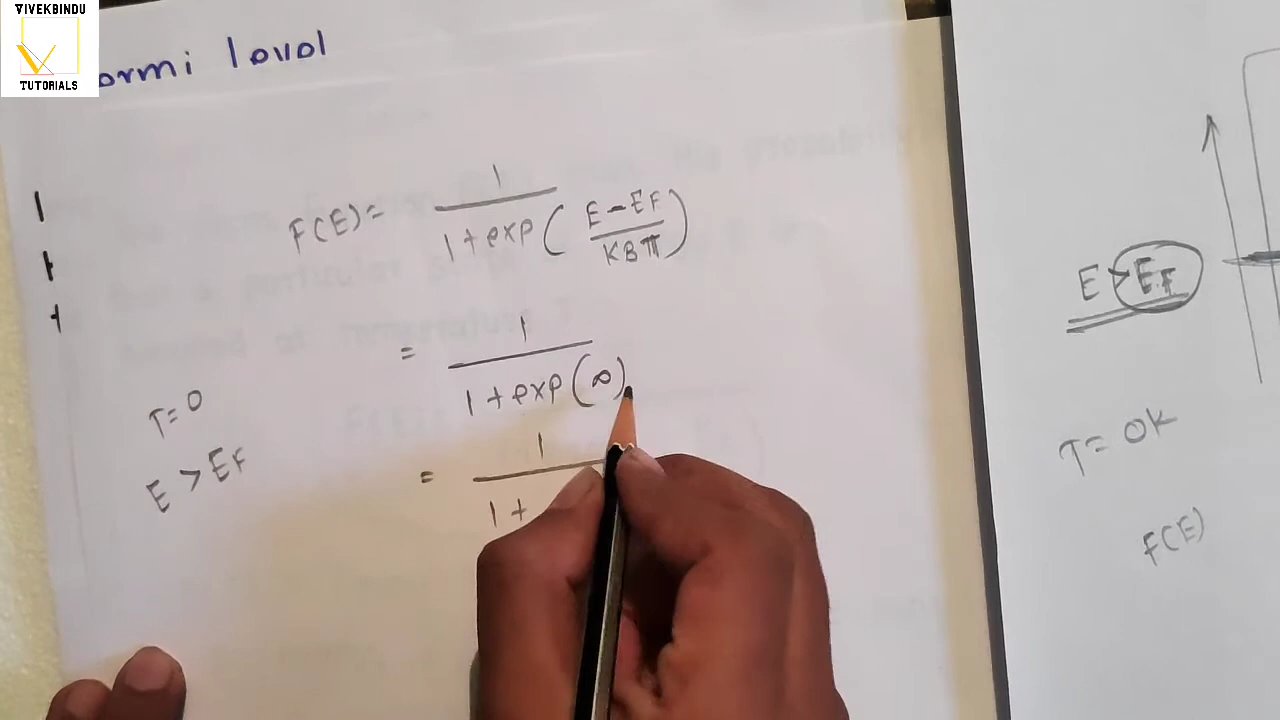 VIVEKBINDU
TUTORIALS
ormi level
F(E) = 1 / 1 + exp ( E - EF / KBT )
= 1 / 1 + exp (∞)
= 1 / 1 +
T = 0
E > EF
E > EF
T = 0K
F(E)